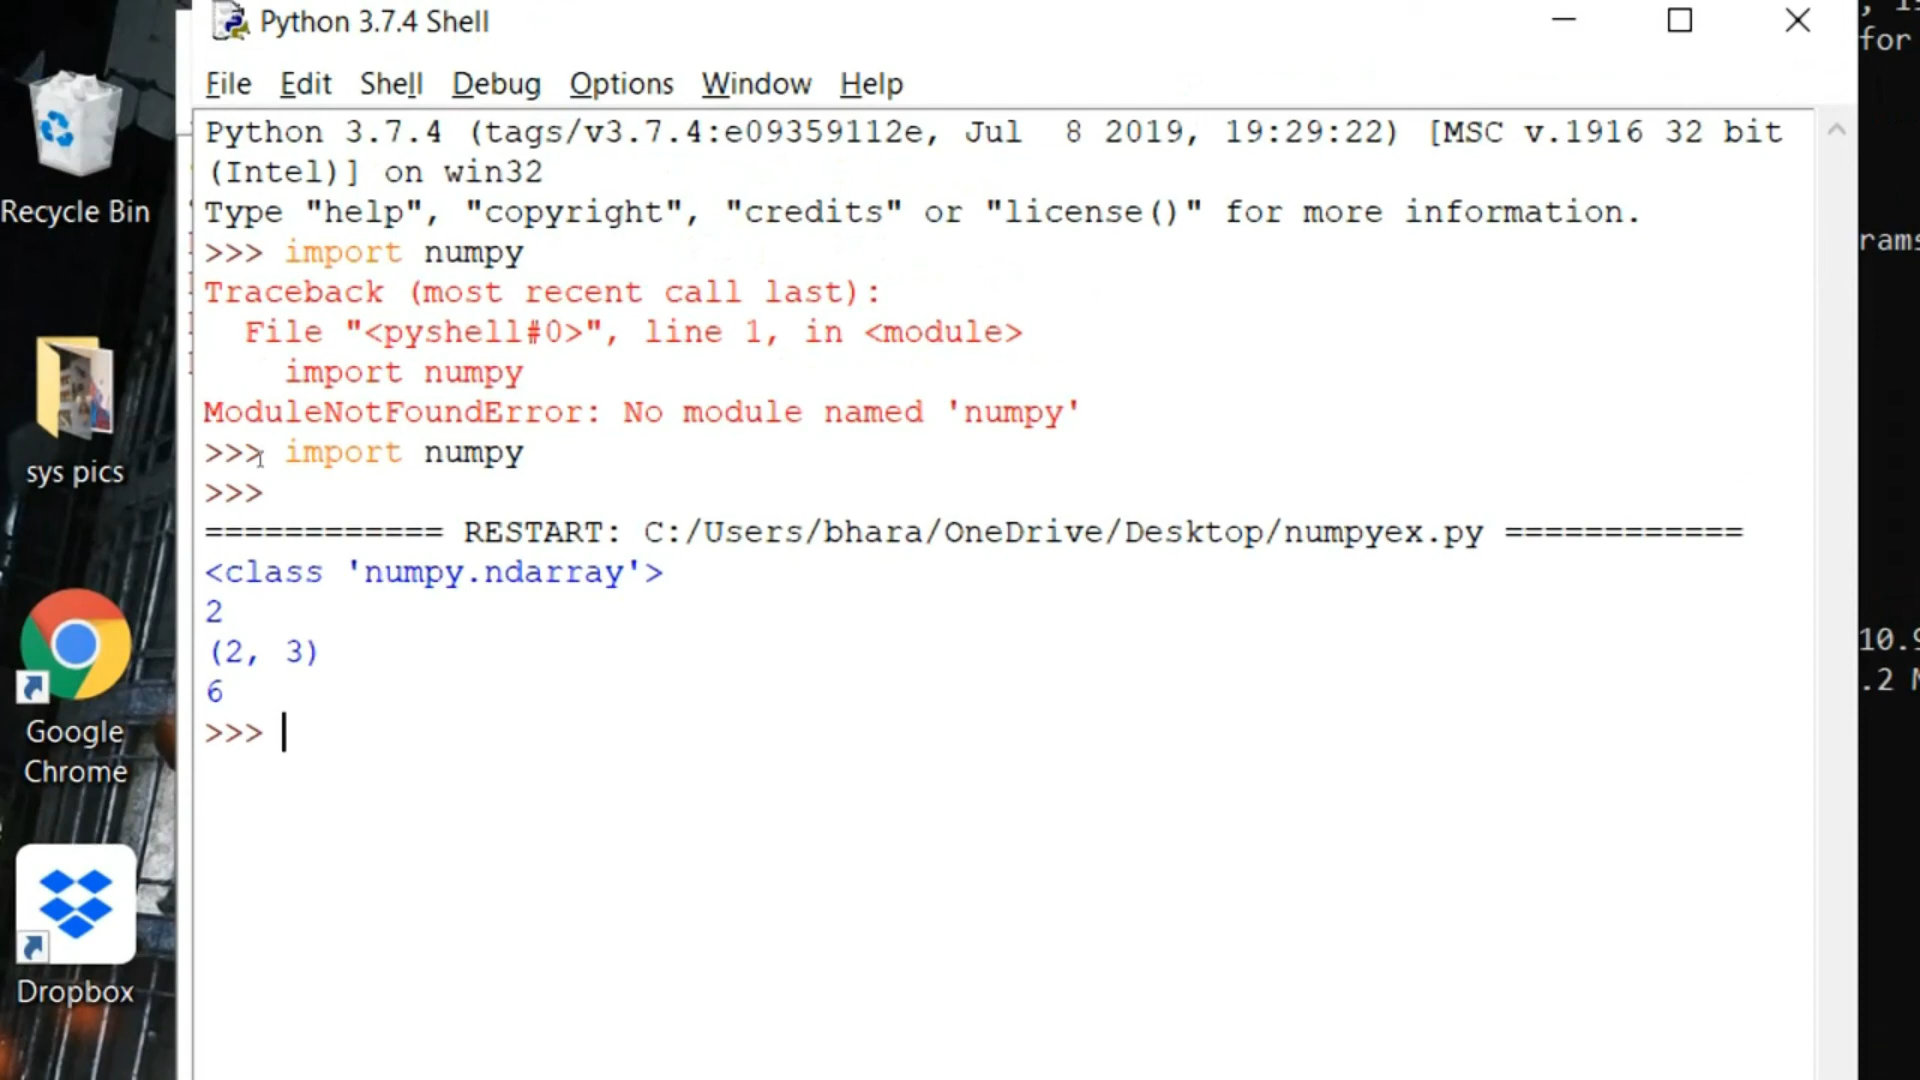 Python 3.7.4 Shell
File Edit Shell Debug Options Window Help
Python 3.7.4 (tags/v3.7.4:e09359112e, Jul  8 2019, 19:29:22) [MSC v.1916 32 bit
(Intel)] on win32
Type "help", "copyright", "credits" or "license()" for more information.
>>> import numpy
Traceback (most recent call last):
  File "<pyshell#0>", line 1, in <module>
    import numpy
ModuleNotFoundError: No module named 'numpy'
>>> import numpy
>>>
============ RESTART: C:/Users/bhara/OneDrive/Desktop/numpyex.py ============
<class 'numpy.ndarray'>
2
(2, 3)
6
>>>
Recycle Bin
sys pics
Google
Chrome
Dropbox
for